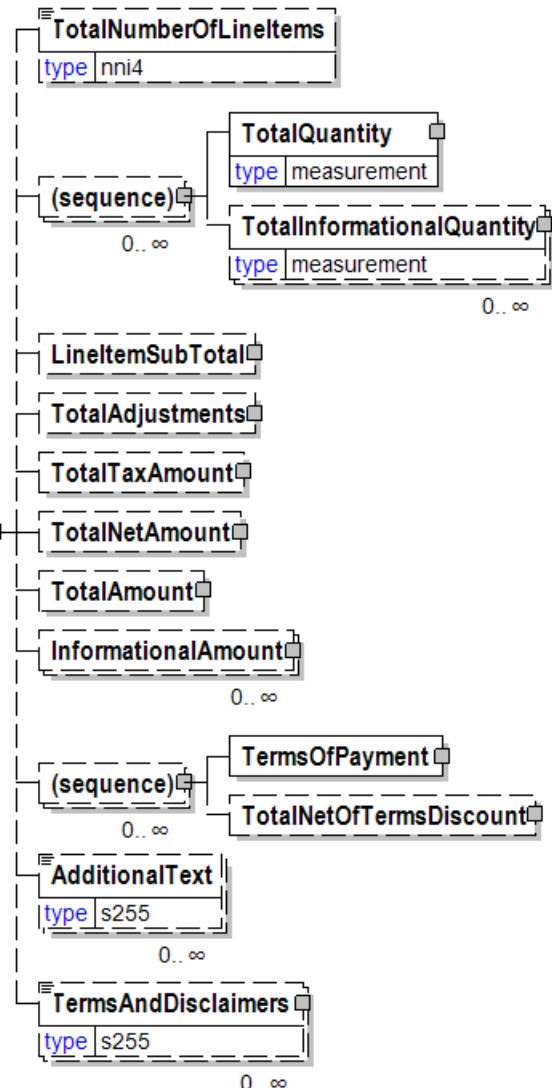 TotalNumberOfLineItems
type nni4
TotalQuantity
type measurement
(sequence)
0.. ∞
TotalInformationalQuantity
type measurement
0.. ∞
LineItemSubTotal
TotalAdjustments
TotalTaxAmount
TotalNetAmount
TotalAmount
InformationalAmount
0.. ∞
TermsOfPayment
(sequence)
0.. ∞
TotalNetOfTermsDiscount
AdditionalText
type s255
0.. ∞
TermsAndDisclaimers
type s255
0.. ∞